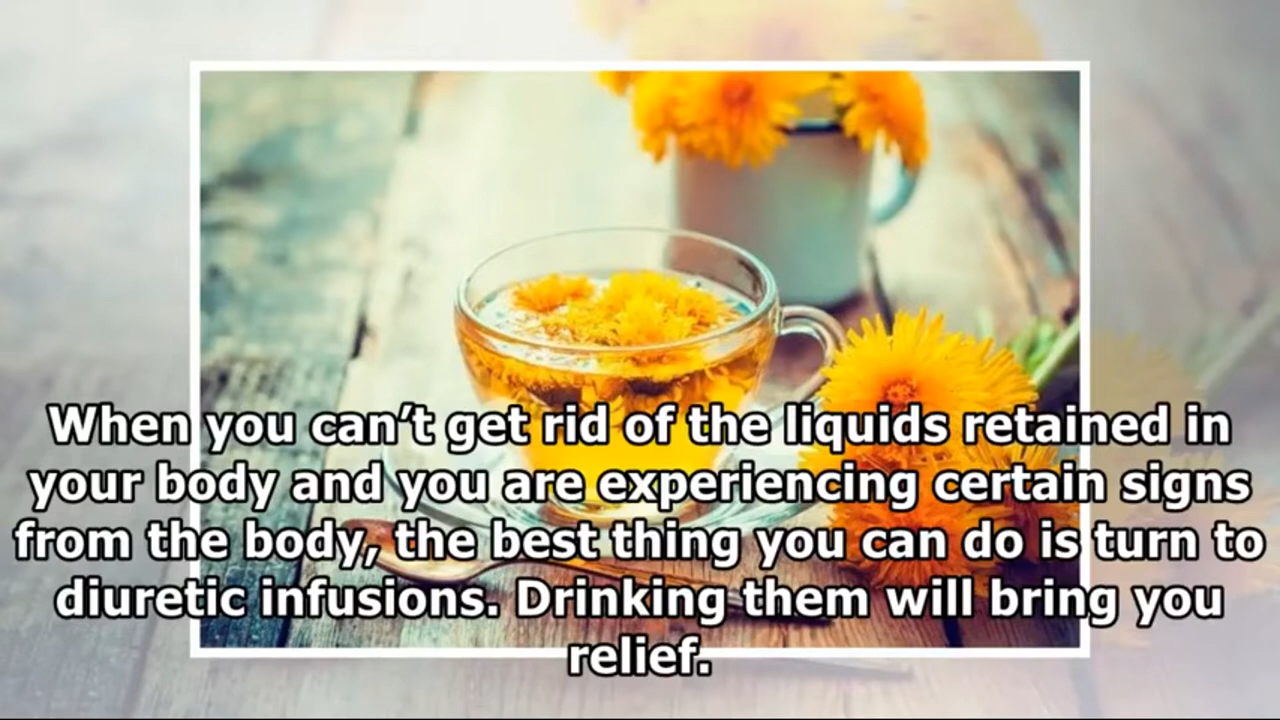 When you can’t get rid of the liquids retained in
your body and you are experiencing certain signs
from the body, the best thing you can do is turn to
diuretic infusions. Drinking them will bring you
relief.